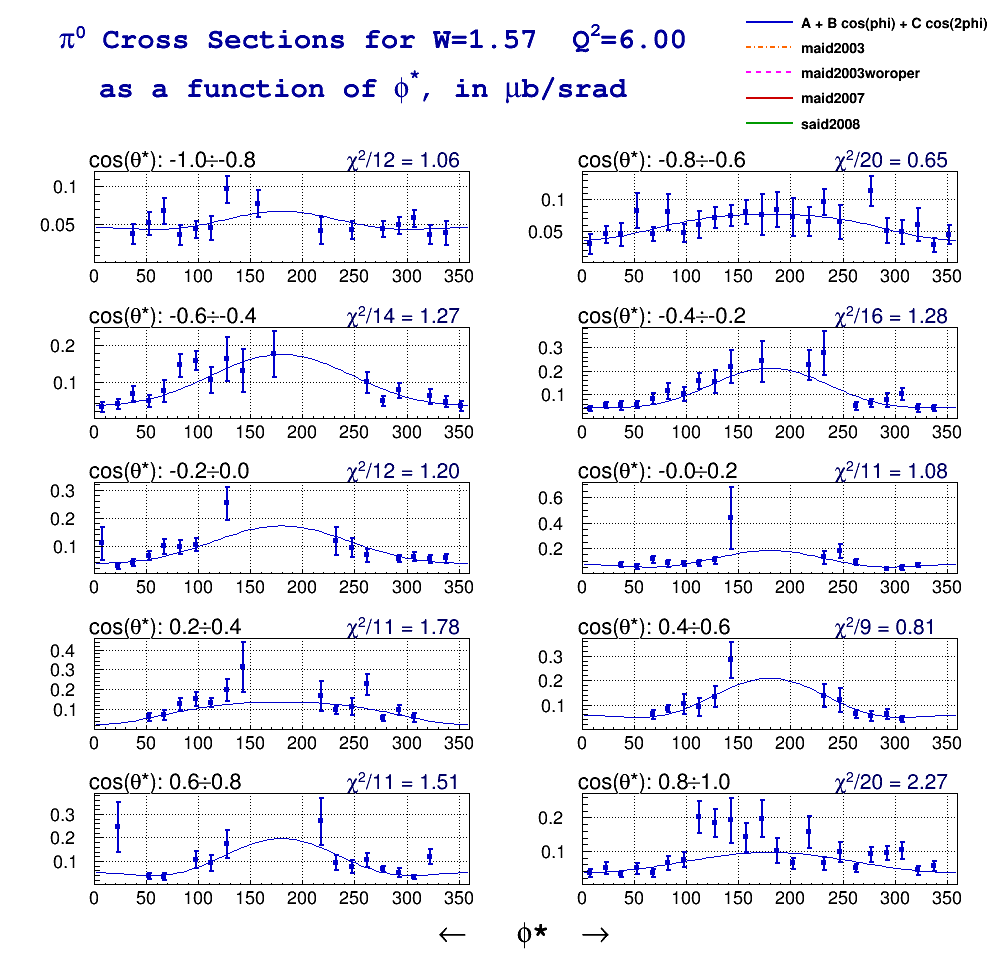 π⁰ Cross Sections for W=1.57 Q²=6.00
as a function of ϕ*, in μb/srad
A + B cos(phi) + C cos(2phi)
maid2003
maid2003woroper
maid2007
said2008
cos(θ*): -1.0÷-0.8 χ²/12 = 1.06
0.1
0.05
0 50 100 150 200 250 300 350
cos(θ*): -0.8÷-0.6 χ²/20 = 0.65
0.1
0.05
0 50 100 150 200 250 300 350
cos(θ*): -0.6÷-0.4 χ²/14 = 1.27
0.2
0.1
0 50 100 150 200 250 300 350
cos(θ*): -0.4÷-0.2 χ²/16 = 1.28
0.3
0.2
0.1
0 50 100 150 200 250 300 350
cos(θ*): -0.2÷0.0 χ²/12 = 1.20
0.3
0.2
0.1
0 50 100 150 200 250 300 350
cos(θ*): -0.0÷0.2 χ²/11 = 1.08
0.6
0.4
0.2
0 50 100 150 200 250 300 350
cos(θ*): 0.2÷0.4 χ²/11 = 1.78
0.4
0.3
0.2
0.1
0 50 100 150 200 250 300 350
cos(θ*): 0.4÷0.6 χ²/9 = 0.81
0.3
0.2
0.1
0 50 100 150 200 250 300 350
cos(θ*): 0.6÷0.8 χ²/11 = 1.51
0.3
0.2
0.1
0 50 100 150 200 250 300 350
cos(θ*): 0.8÷1.0 χ²/20 = 2.27
0.2
0.1
0 50 100 150 200 250 300 350
← ϕ* →